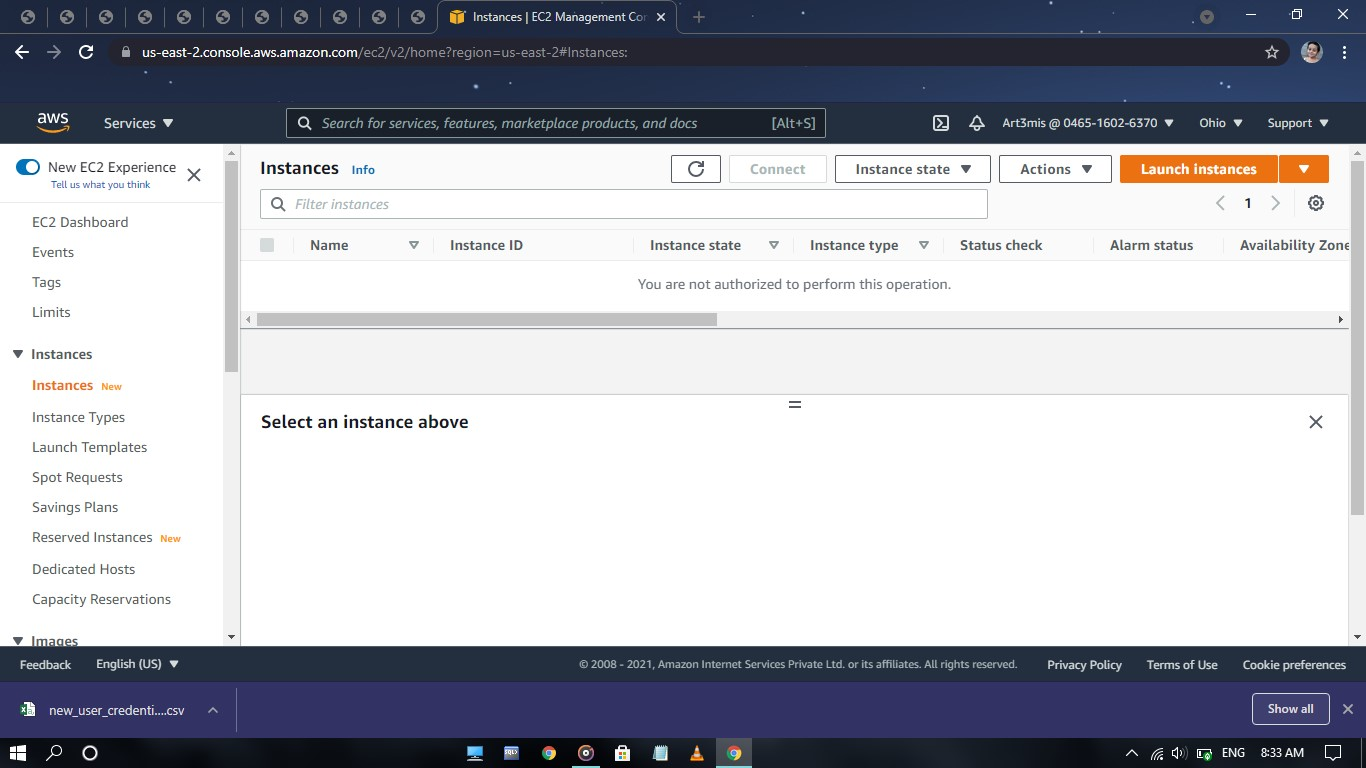 Instances | EC2 Management Cor
us-east-2.console.aws.amazon.com/ec2/v2/home?region=us-east-2#Instances:
aws
Services
Search for services, features, marketplace products, and docs
[Alt+S]
Art3mis @ 0465-1602-6370
Ohio
Support
New EC2 Experience
Tell us what you think
EC2 Dashboard
Events
Tags
Limits
Instances
Instances New
Instance Types
Launch Templates
Spot Requests
Savings Plans
Reserved Instances New
Dedicated Hosts
Capacity Reservations
Images
Instances Info
Connect
Instance state
Actions
Launch instances
Filter instances
1
Name
Instance ID
Instance state
Instance type
Status check
Alarm status
Availability Zone
You are not authorized to perform this operation.
Select an instance above
Feedback
English (US)
© 2008 - 2021, Amazon Internet Services Private Ltd. or its affiliates. All rights reserved.
Privacy Policy
Terms of Use
Cookie preferences
new_user_credenti....csv
Show all
ENG
8:33 AM